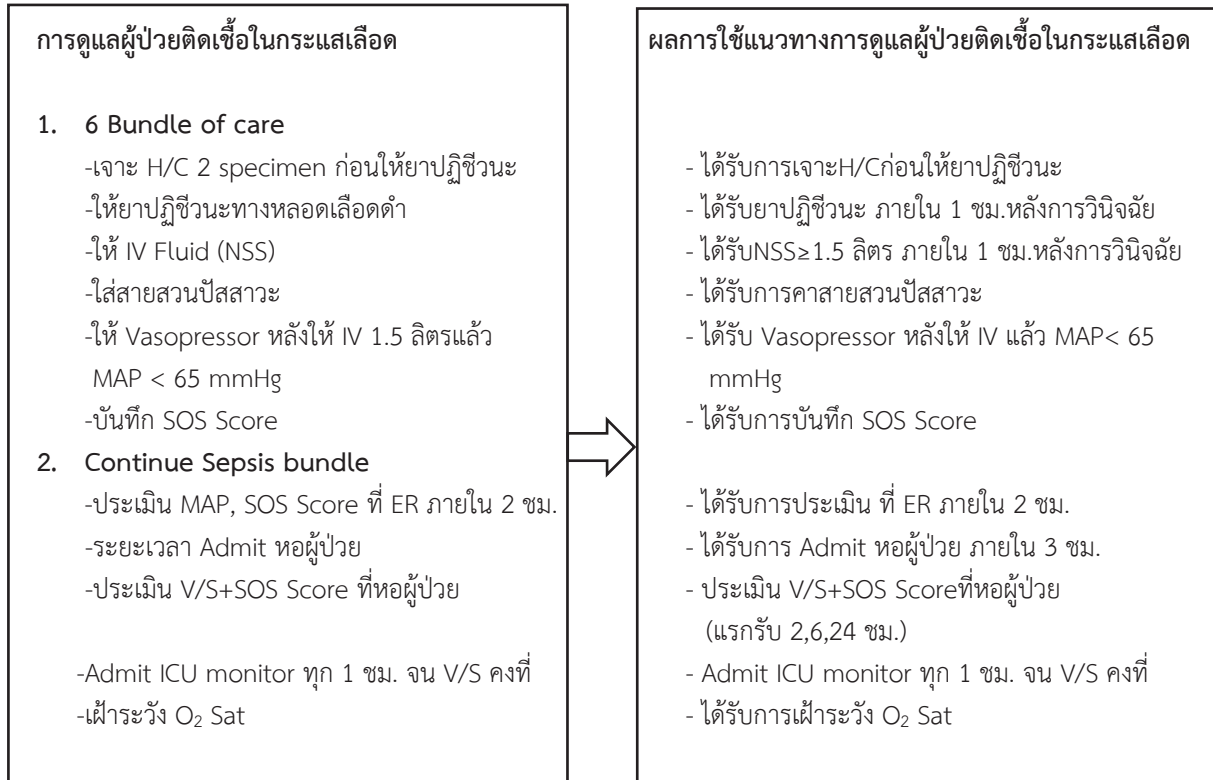 การดูแลผู้ป่วยติดเชื้อในกระแสเลือด
1. 6 Bundle of care
-เจาะ H/C 2 specimen ก่อนให้ยาปฏิชีวนะ
-ให้ยาปฏิชีวนะทางหลอดเลือดดำ
-ให้ IV Fluid (NSS)
-ใส่สายสวนปัสสาวะ
-ให้ Vasopressor หลังให้ IV 1.5 ลิตรแล้ว
MAP < 65 mmHg
-บันทึก SOS Score
2. Continue Sepsis bundle
-ประเมิน MAP, SOS Score ที่ ER ภายใน 2 ชม.
-ระยะเวลา Admit หอผู้ป่วย
-ประเมิน V/S+SOS Score ที่หอผู้ป่วย
-Admit ICU monitor ทุก 1 ชม. จน V/S คงที่
-เฝ้าระวัง O₂ Sat
ผลการใช้แนวทางการดูแลผู้ป่วยติดเชื้อในกระแสเลือด
- ได้รับการเจาะH/Cก่อนให้ยาปฏิชีวนะ
- ได้รับยาปฏิชีวนะ ภายใน 1 ชม.หลังการวินิจฉัย
- ได้รับNSS≥1.5 ลิตร ภายใน 1 ชม.หลังการวินิจฉัย
- ได้รับการคาสายสวนปัสสาวะ
- ได้รับ Vasopressor หลังให้ IV แล้ว MAP< 65
mmHg
- ได้รับการบันทึก SOS Score
- ได้รับการประเมิน ที่ ER ภายใน 2 ชม.
- ได้รับการ Admit หอผู้ป่วย ภายใน 3 ชม.
- ประเมิน V/S+SOS Scoreที่หอผู้ป่วย
(แรกรับ 2,6,24 ชม.)
- Admit ICU monitor ทุก 1 ชม. จน V/S คงที่
- ได้รับการเฝ้าระวัง O₂ Sat